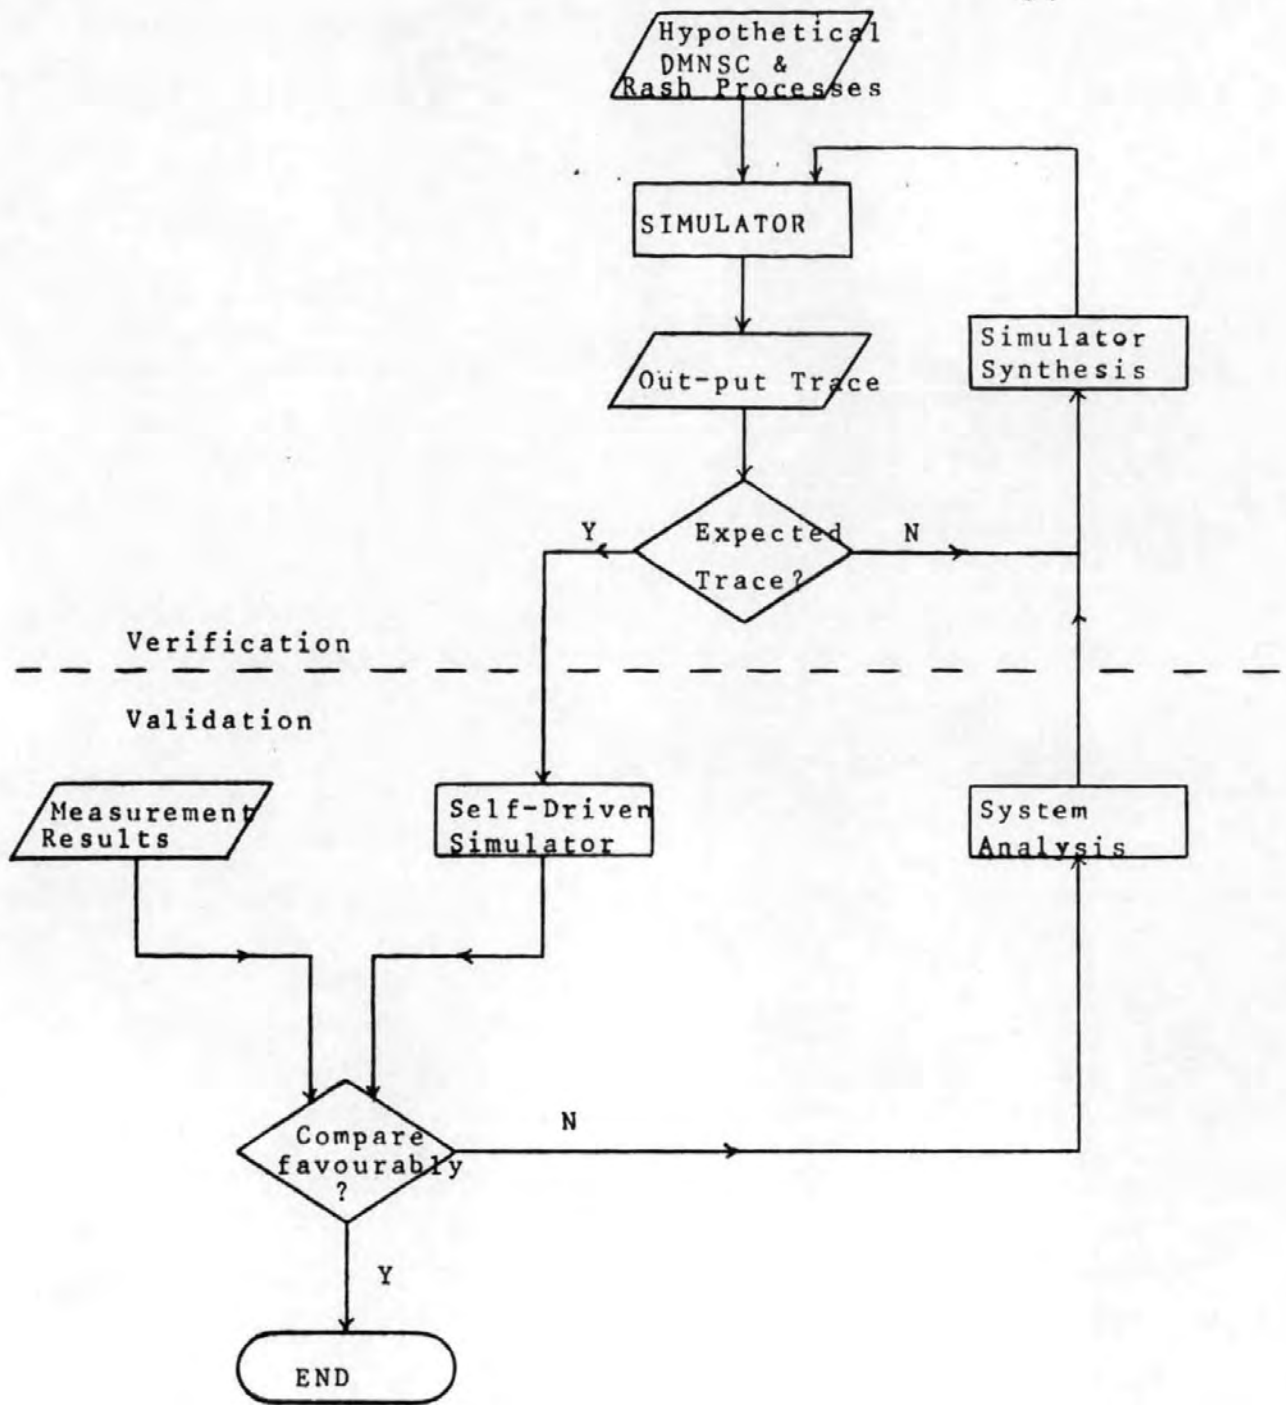 Hypothetical
DMNSC &
Rash Processes
SIMULATOR
Simulator
Synthesis
Out-put Trace
Y
Expected
N
Trace?
Verification
Validation
Measurement
Results
Self-Driven
Simulator
System
Analysis
N
Compare
favourably
?
Y
END